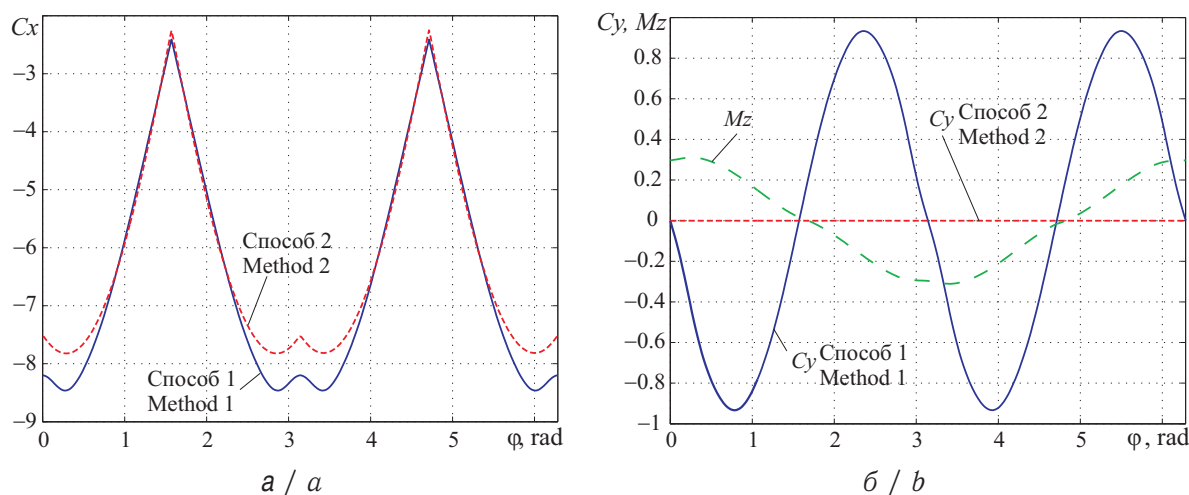 Cx
−3
−4
−5
−6
−7
−8
−9
0
1
2
3
4
5
φ, rad
Способ 2
Method 2
Способ 1
Method 1
а / a
Cy, Mz
0.8
0.6
0.4
0.2
0
−0.2
−0.4
−0.6
−0.8
−1
0
1
2
3
4
5
φ, rad
Mz
Cy Способ 2
Method 2
Cy Способ 1
Method 1
б / b